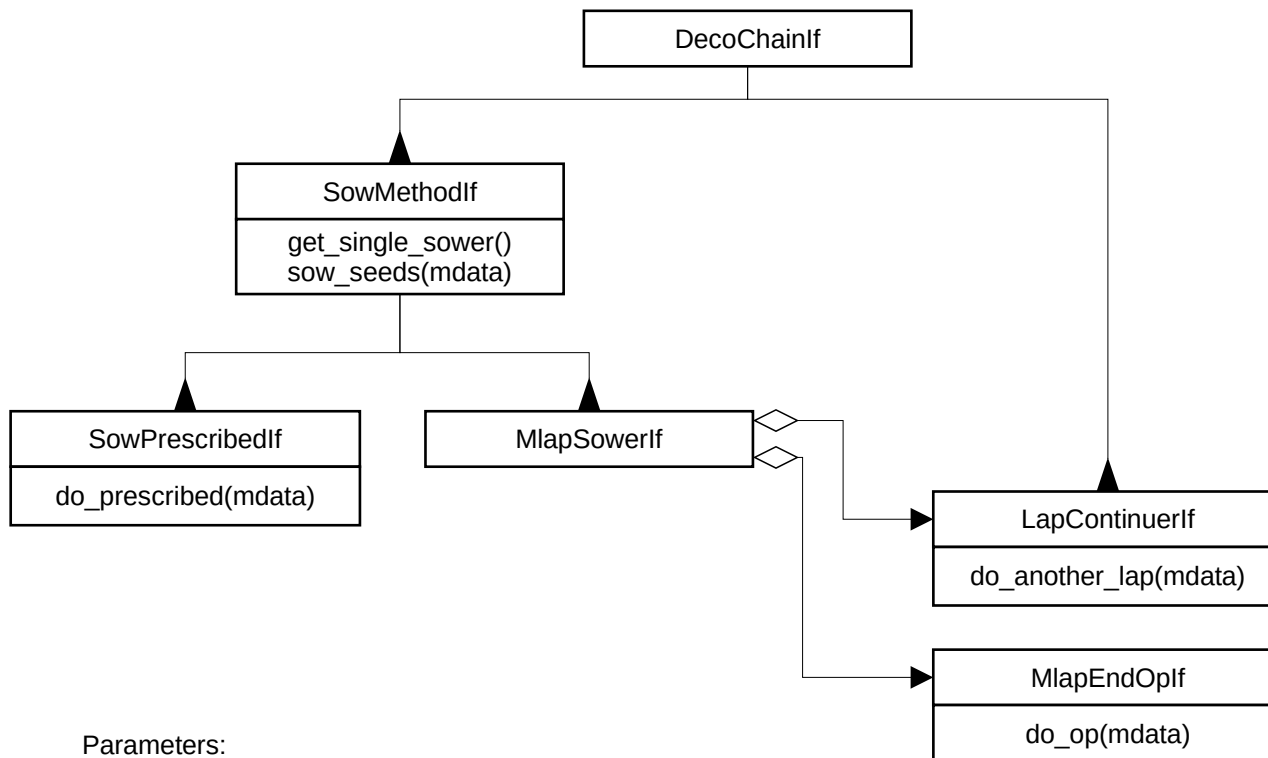 DecoChainIf
SowMethodIf
get_single_sower()
sow_seeds(mdata)
SowPrescribedIf
do_prescribed(mdata)
MlapSowerIf
LapContinuerIf
do_another_lap(mdata)
MlapEndOpIf
do_op(mdata)
Parameters: